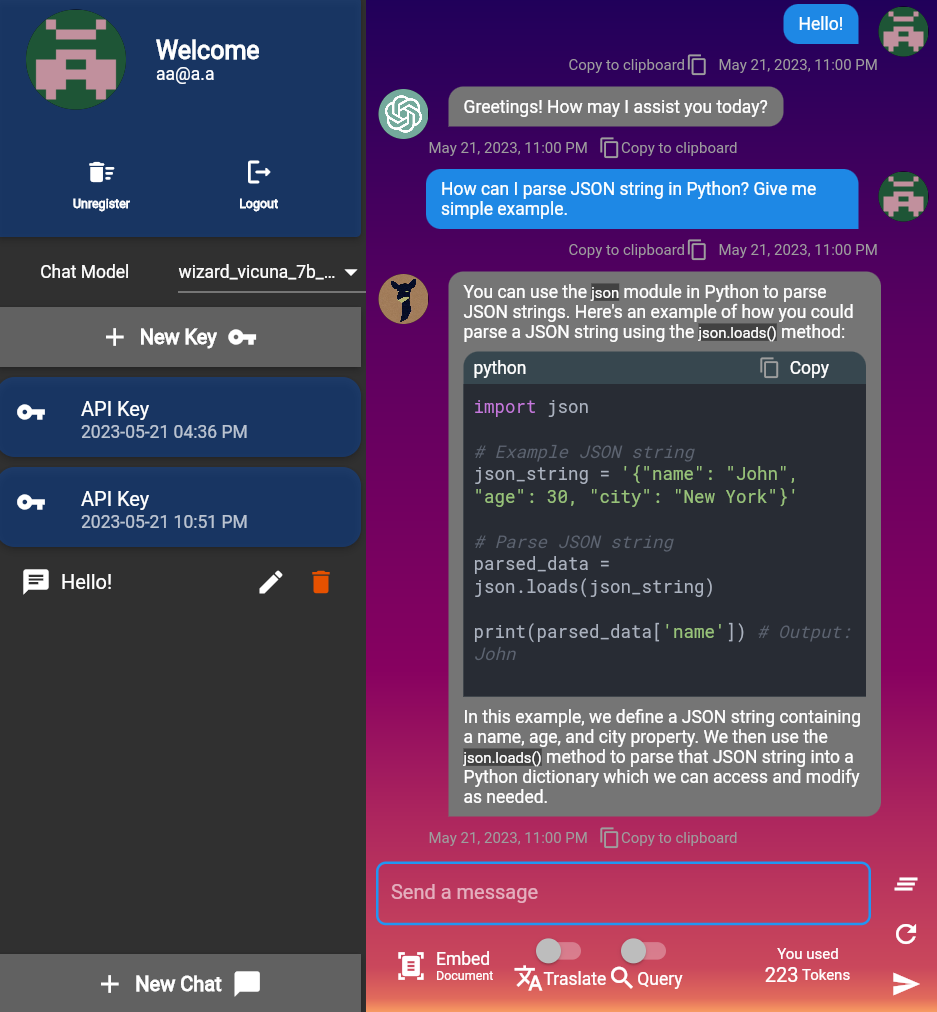 Welcome
aa@a.a
Unregister
Logout
Chat Model
wizard_vicuna_7b_...
New Key
API Key
2023-05-21 04:36 PM
API Key
2023-05-21 10:51 PM
Hello!
New Chat
Hello!
Copy to clipboard May 21, 2023, 11:00 PM
Greetings! How may I assist you today?
May 21, 2023, 11:00 PM Copy to clipboard
How can I parse JSON string in Python? Give me
simple example.
Copy to clipboard May 21, 2023, 11:00 PM
You can use the json module in Python to parse
JSON strings. Here's an example of how you could
parse a JSON string using the json.loads() method:
python
Copy
import json
# Example JSON string
json_string = '{"name": "John",
"age": 30, "city": "New York"}'
# Parse JSON string
parsed_data =
json.loads(json_string)
print(parsed_data['name']) # Output:
John
In this example, we define a JSON string containing
a name, age, and city property. We then use the
json.loads() method to parse that JSON string into a
Python dictionary which we can access and modify
as needed.
May 21, 2023, 11:00 PM Copy to clipboard
Send a message
Embed
Document
Traslate
Query
You used
223 Tokens